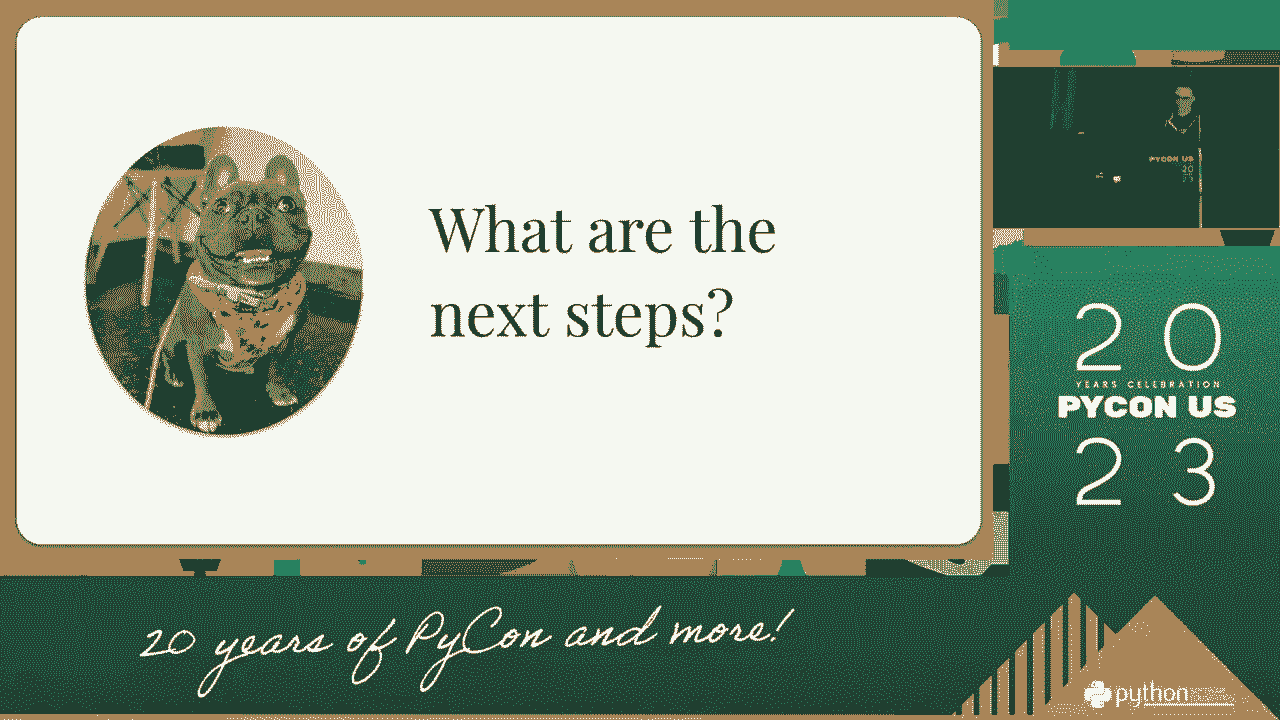 What are the
next steps?
PYCON US
20
20
YEARS CELEBRATION
PYCON US
23
20 years of PyCon and more!
python